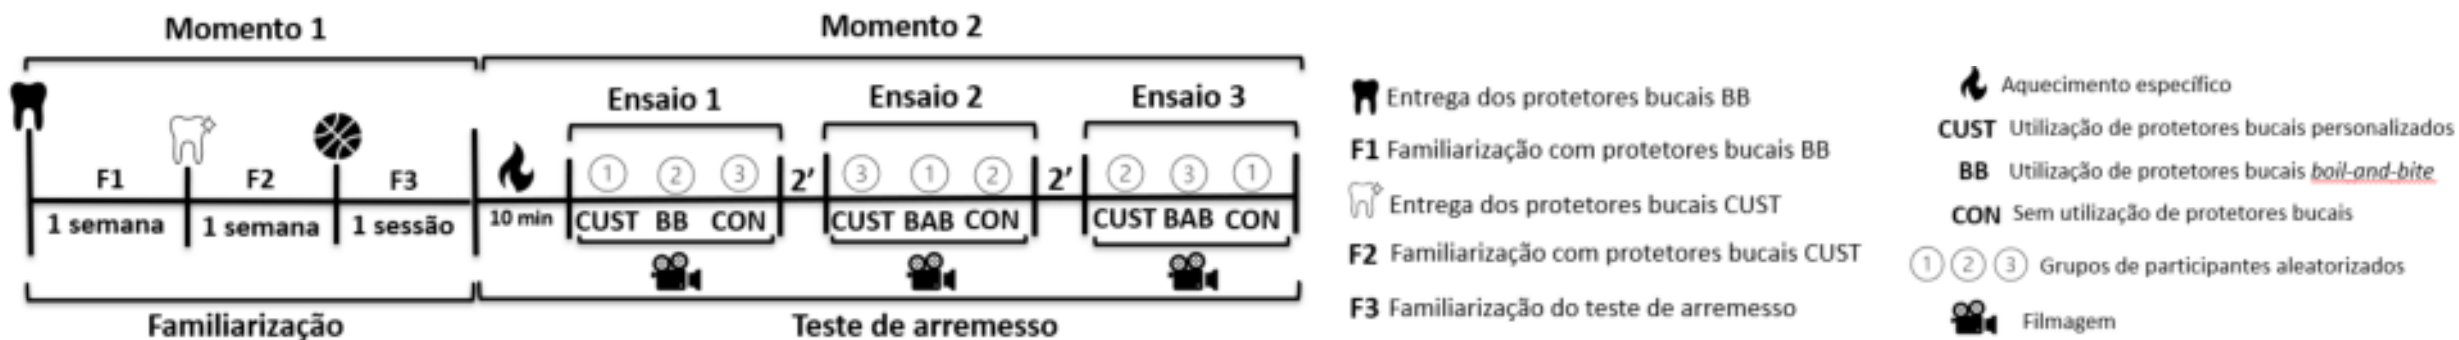 Momento 1
Momento 2
Ensaio 1
Ensaio 2
Ensaio 3
F1
F2
F3
1 2 3
2’
3 1 2
2’
2 3 1
1 semana
1 semana
1 sessão
10 min
CUST BB CON
CUST BAB CON
CUST BAB CON
Familiarização
Teste de arremesso
Entrega dos protetores bucais BB
F1 Familiarização com protetores bucais BB
Entrega dos protetores bucais CUST
F2 Familiarização com protetores bucais CUST
F3 Familiarização do teste de arremesso
Aquecimento específico
CUST Utilização de protetores bucais personalizados
BB Utilização de protetores bucais boil-and-bite
CON Sem utilização de protetores bucais
1 2 3 Grupos de participantes aleatorizados
Filmagem